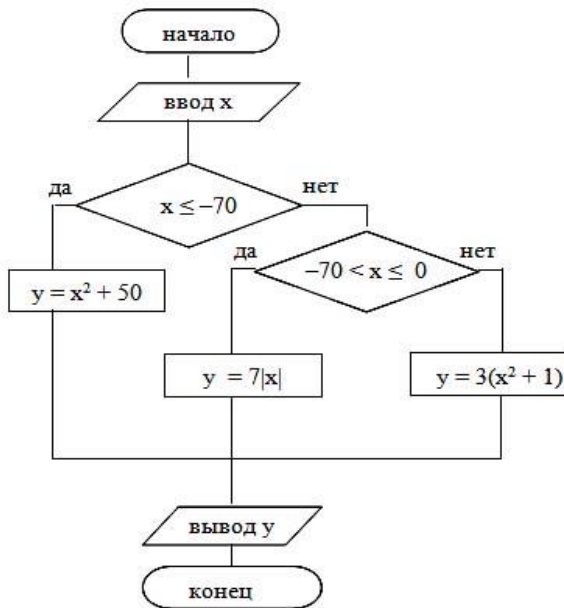 начало
ввод x
да
нет
x ≤ –70
да
нет
–70 < x ≤ 0
y = x² + 50
y = 7|x|
y = 3(x² + 1)
вывод y
конец